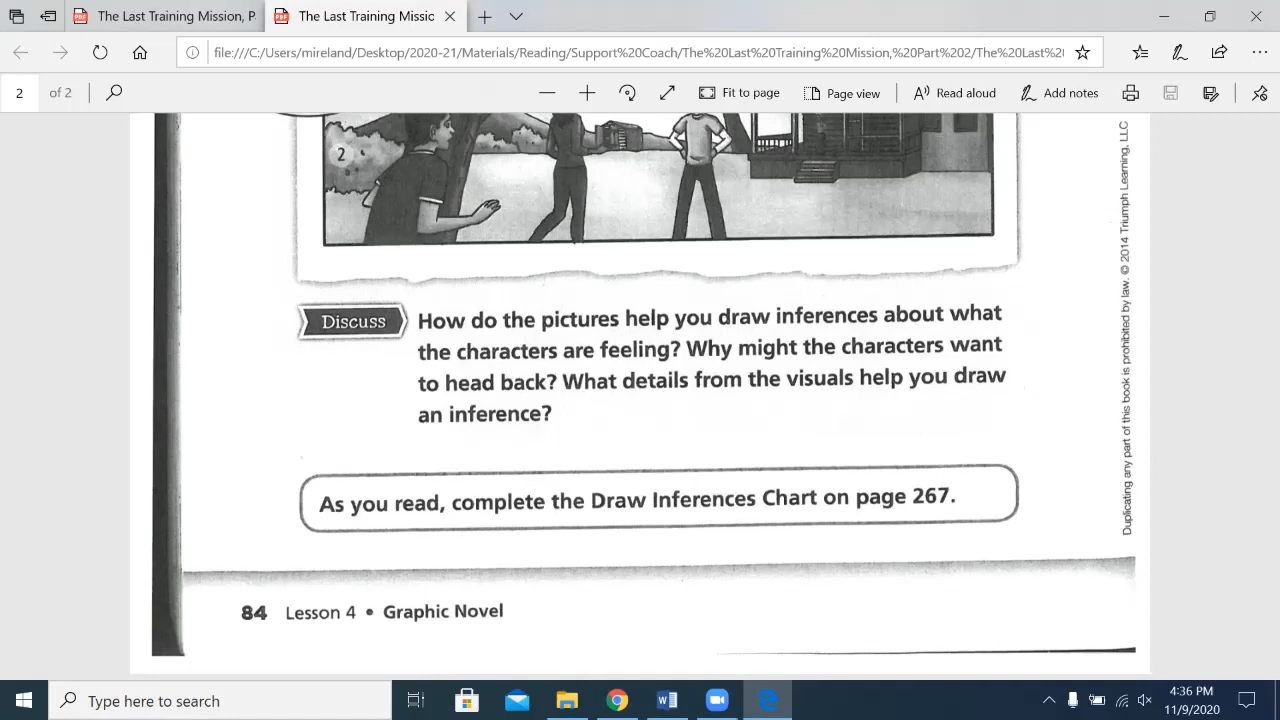 The Last Training Mission, P
The Last Training Mission
file:///C:/Users/mireland/Desktop/2020-21/Materials/Reading/Support%20Coach/The%20Last%20Training%20Mission,%20Part%202/The%20Last%2
2 of 2
Fit to page
Page view
Read aloud
Add notes
2
Discuss
How do the pictures help you draw inferences about what
the characters are feeling? Why might the characters want
to head back? What details from the visuals help you draw
an inference?
As you read, complete the Draw Inferences Chart on page 267.
84 Lesson 4 • Graphic Novel
Duplicating any part of this book is prohibited by law. © 2014 Triumph Learning, LLC
Type here to search
4:36 PM
11/9/2020